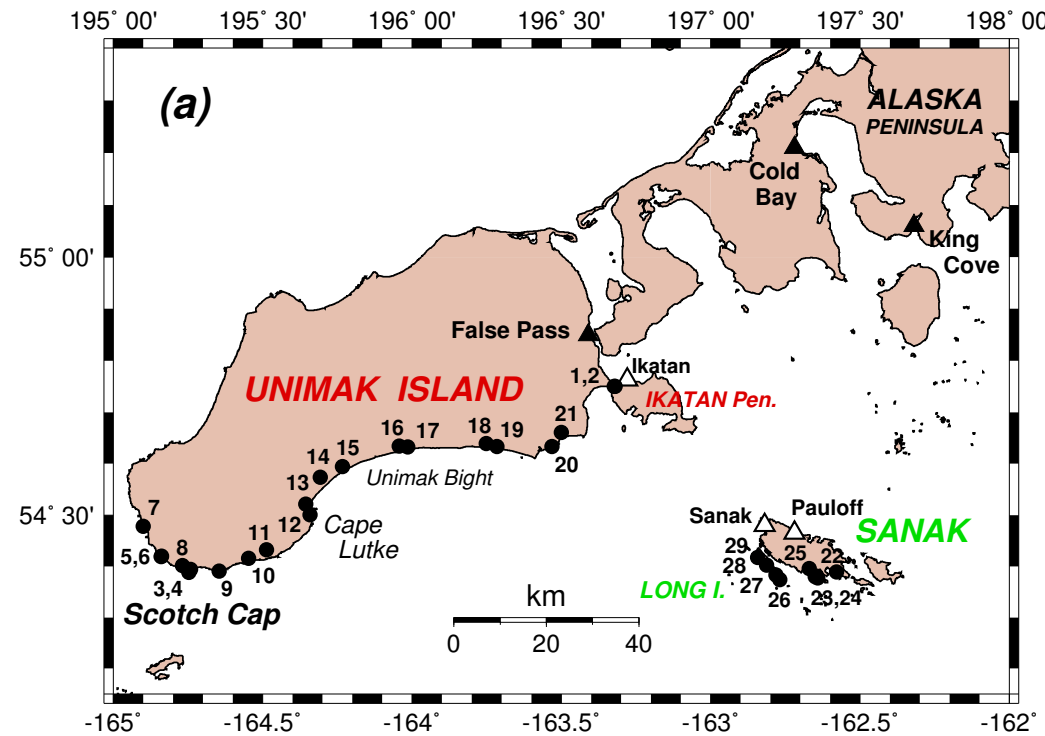 195˚ 00' 195˚ 30' 196˚ 00' 196˚ 30' 197˚ 00' 197˚ 30' 198˚ 00'
(a)
ALASKA
PENINSULA
Cold
Bay
King
Cove
55˚ 00'
False Pass
Ikatan
1,2
UNIMAK ISLAND
IKATAN Pen.
21
16 17 18 19
20
14 15
Unimak Bight
13
54˚ 30'
7
12
Cape
Lutke
Sanak
Pauloff
SANAK
11
5,6
8
10
3,4
9
29
28
25
22
27
26
23,24
LONG I.
Scotch Cap
km
0 20 40
-165˚ -164.5˚ -164˚ -163.5˚ -163˚ -162.5˚ -162˚